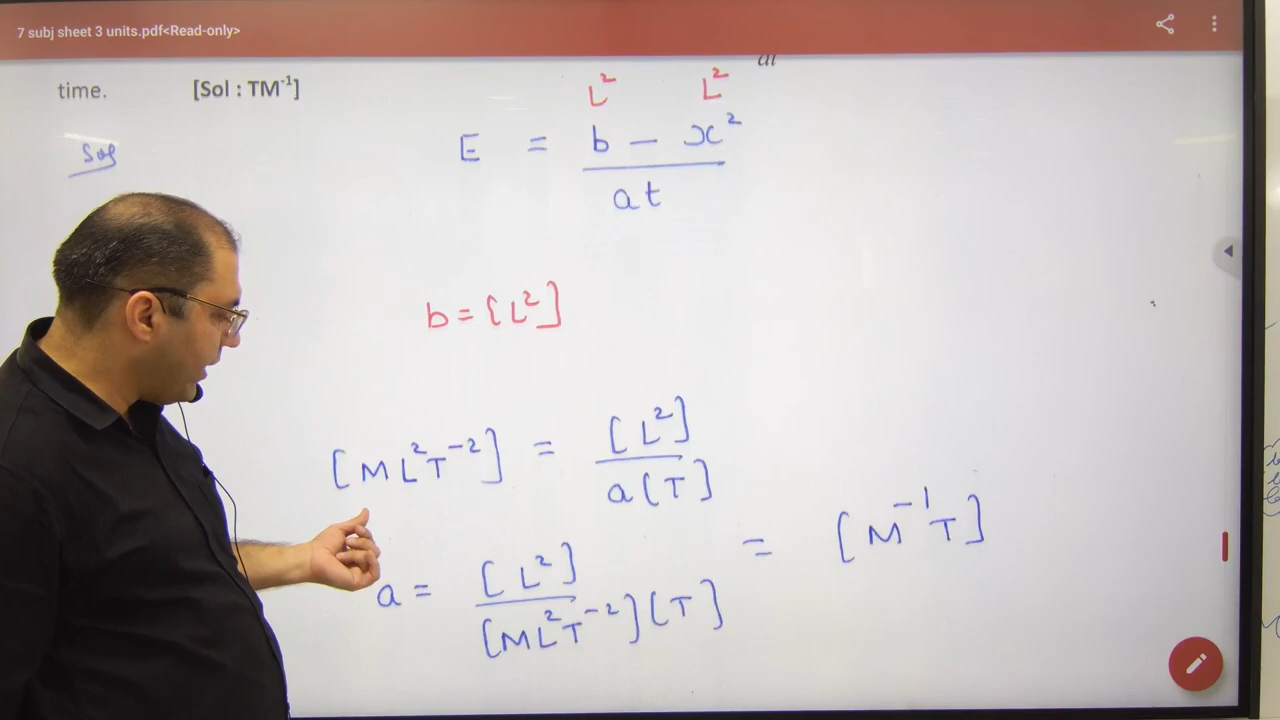 7 subj sheet 3 units.pdf<Read-only>
time. [Sol : TM⁻¹]
L² L²
Sol
E = b - x² / at
b = [L²]
[ML²T⁻²] = [L²] / a[T]
a = [L²] / [ML²T⁻²][T] = [M⁻¹T]